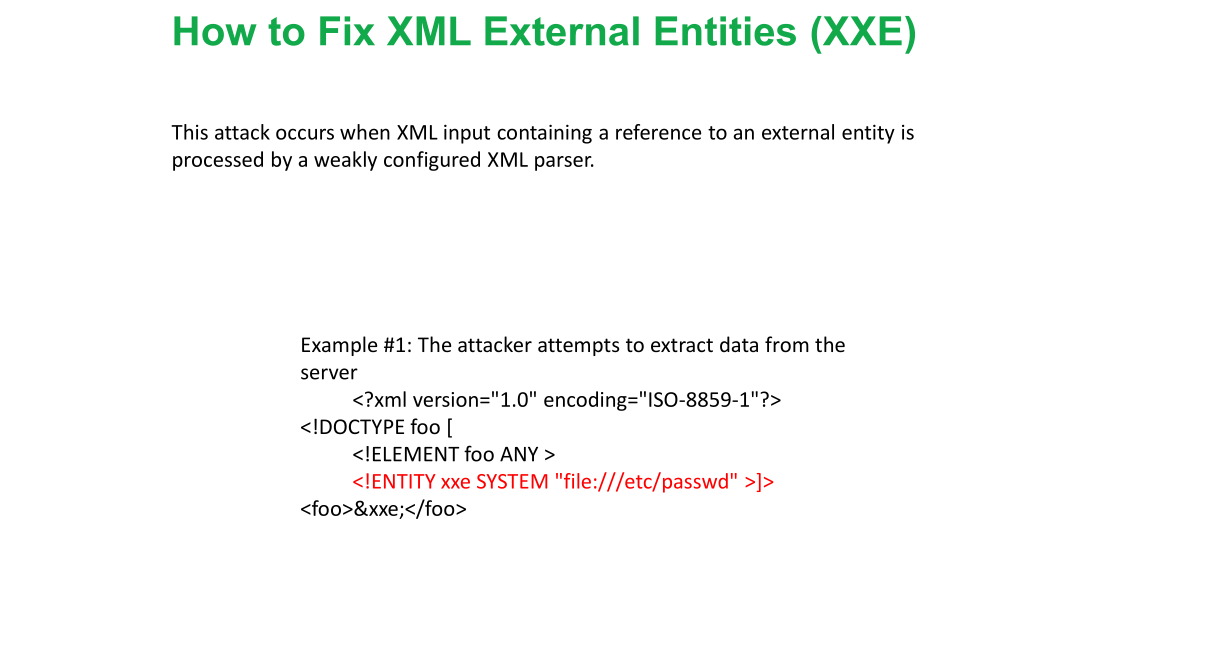 How to Fix XML External Entities (XXE)
This attack occurs when XML input containing a reference to an external entity is
processed by a weakly configured XML parser.
Example #1: The attacker attempts to extract data from the
server
<?xml version="1.0" encoding="ISO-8859-1"?>
<!DOCTYPE foo [
<!ELEMENT foo ANY >
<!ENTITY xxe SYSTEM "file:///etc/passwd" >]>
<foo>&xxe;</foo>